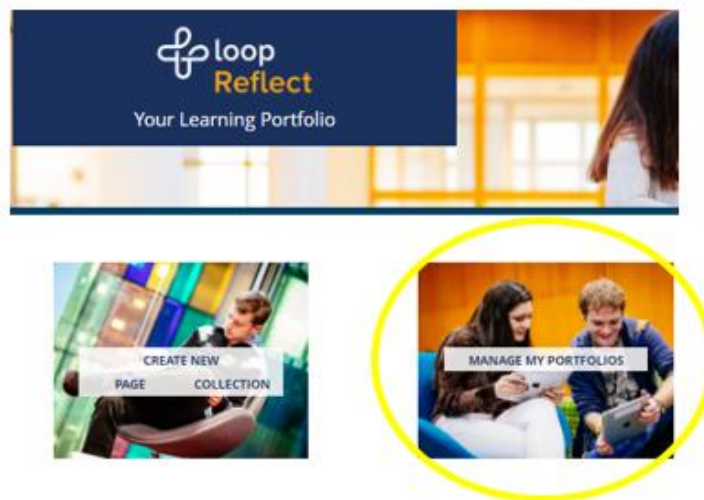 loop
Reflect
Your Learning Portfolio
CREATE NEW
PAGE COLLECTION
MANAGE MY PORTFOLIOS